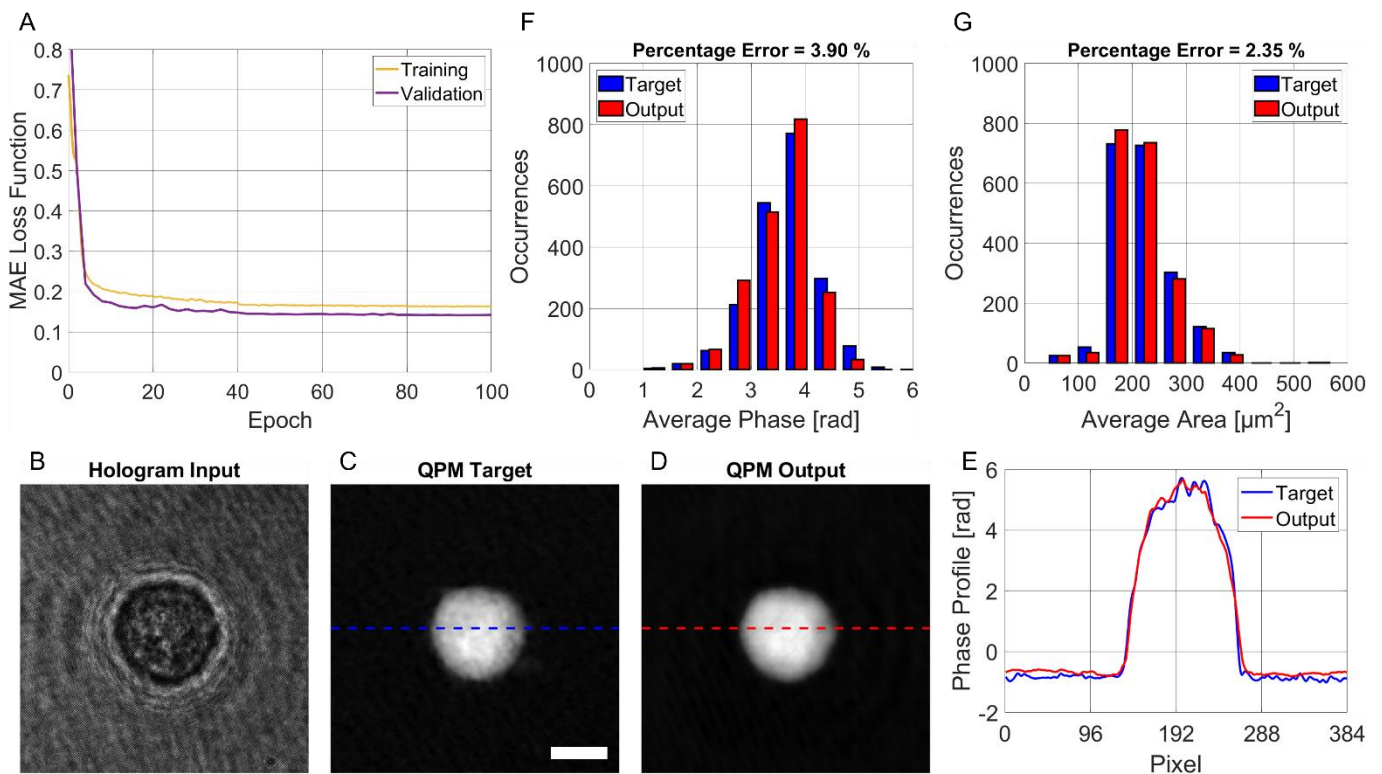 A
0.8
0.7
0.6
0.5
0.4
0.3
0.2
0.1
0
MAE Loss Function
Training
Validation
0 20 40 60 80 100
Epoch
F
Percentage Error = 3.90 %
1000
800
600
400
200
0
Occurrences
Target
Output
0 1 2 3 4 5 6
Average Phase [rad]
G
Percentage Error = 2.35 %
1000
800
600
400
200
0
Occurrences
Target
Output
0 100 200 300 400 500 600
Average Area [µm²]
B
Hologram Input
C
QPM Target
D
QPM Output
E
6
4
2
0
-2
Phase Profile [rad]
Target
Output
0 96 192 288 384
Pixel